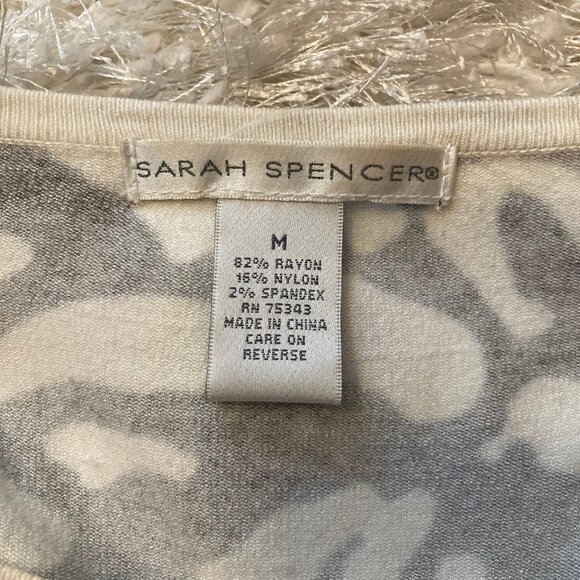 SARAH SPENCER®
M
82% RAYON
16% NYLON
2% SPANDEX
RN 75343
MADE IN CHINA
CARE ON
REVERSE